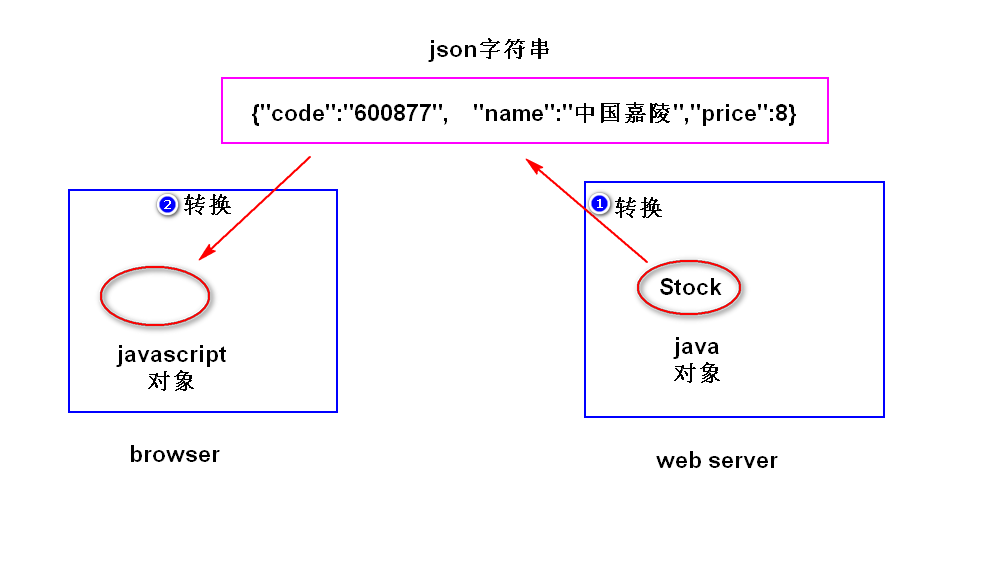 json字符串
{"code":"600877", "name":"中国嘉陵","price":8}
2 转换
javascript
对象
browser
1 转换
Stock
java
对象
web server